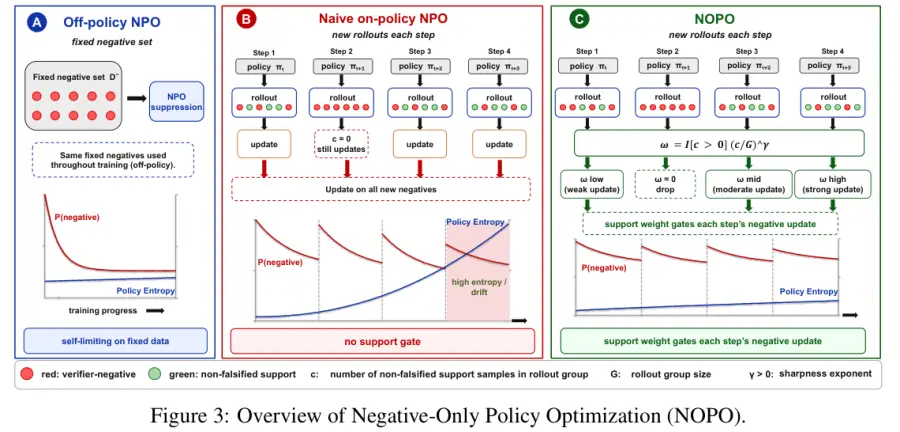 A Off-policy NPO
fixed negative set
Fixed negative set D⁻
NPO
suppression
Same fixed negatives used
throughout training (off-policy).
P(negative)
Policy Entropy
training progress
self-limiting on fixed data
B Naive on-policy NPO
new rollouts each step
Step 1 Step 2 Step 3 Step 4
policy πt policy πt+1 policy πt+3 policy πt+3
rollout rollout rollout rollout
update c = 0 update update
still updates
Update on all new negatives
Policy Entropy
P(negative)
high entropy /
drift
no support gate
C NOPO
new rollouts each step
Step 1 Step 2 Step 3 Step 4
policy πt policy πt+1 policy πt+2 policy πt+3
rollout rollout rollout rollout
ω = I[c > 0] (c/G)^γ
ω low ω = 0 ω mid ω high
(weak update) drop (moderate update) (strong update)
support weight gates each step's negative update
P(negative)
Policy Entropy
support weight gates each step's negative update
red: verifier-negative green: non-falsified support c: number of non-falsified support samples in rollout group G: rollout group size γ > 0: sharpness exponent
Figure 3: Overview of Negative-Only Policy Optimization (NOPO).